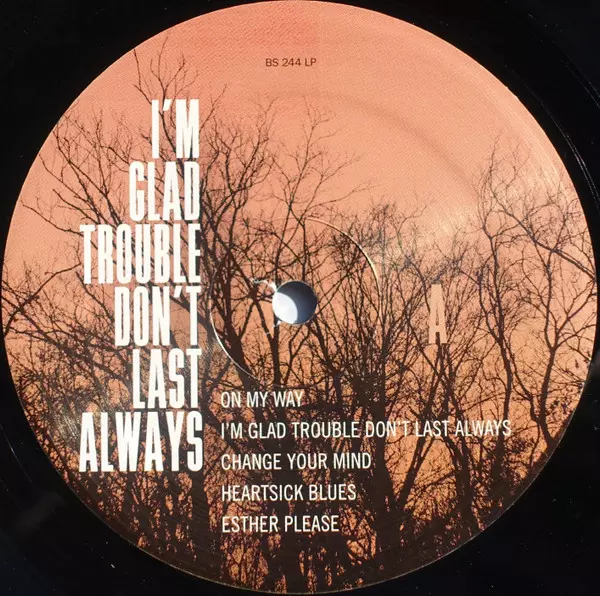 BS 244 LP
I'M
GLAD
TROUBLE
DON'T
LAST
ALWAYS
A
ON MY WAY
I'M GLAD TROUBLE DON'T LAST ALWAYS
CHANGE YOUR MIND
HEARTSICK BLUES
ESTHER PLEASE